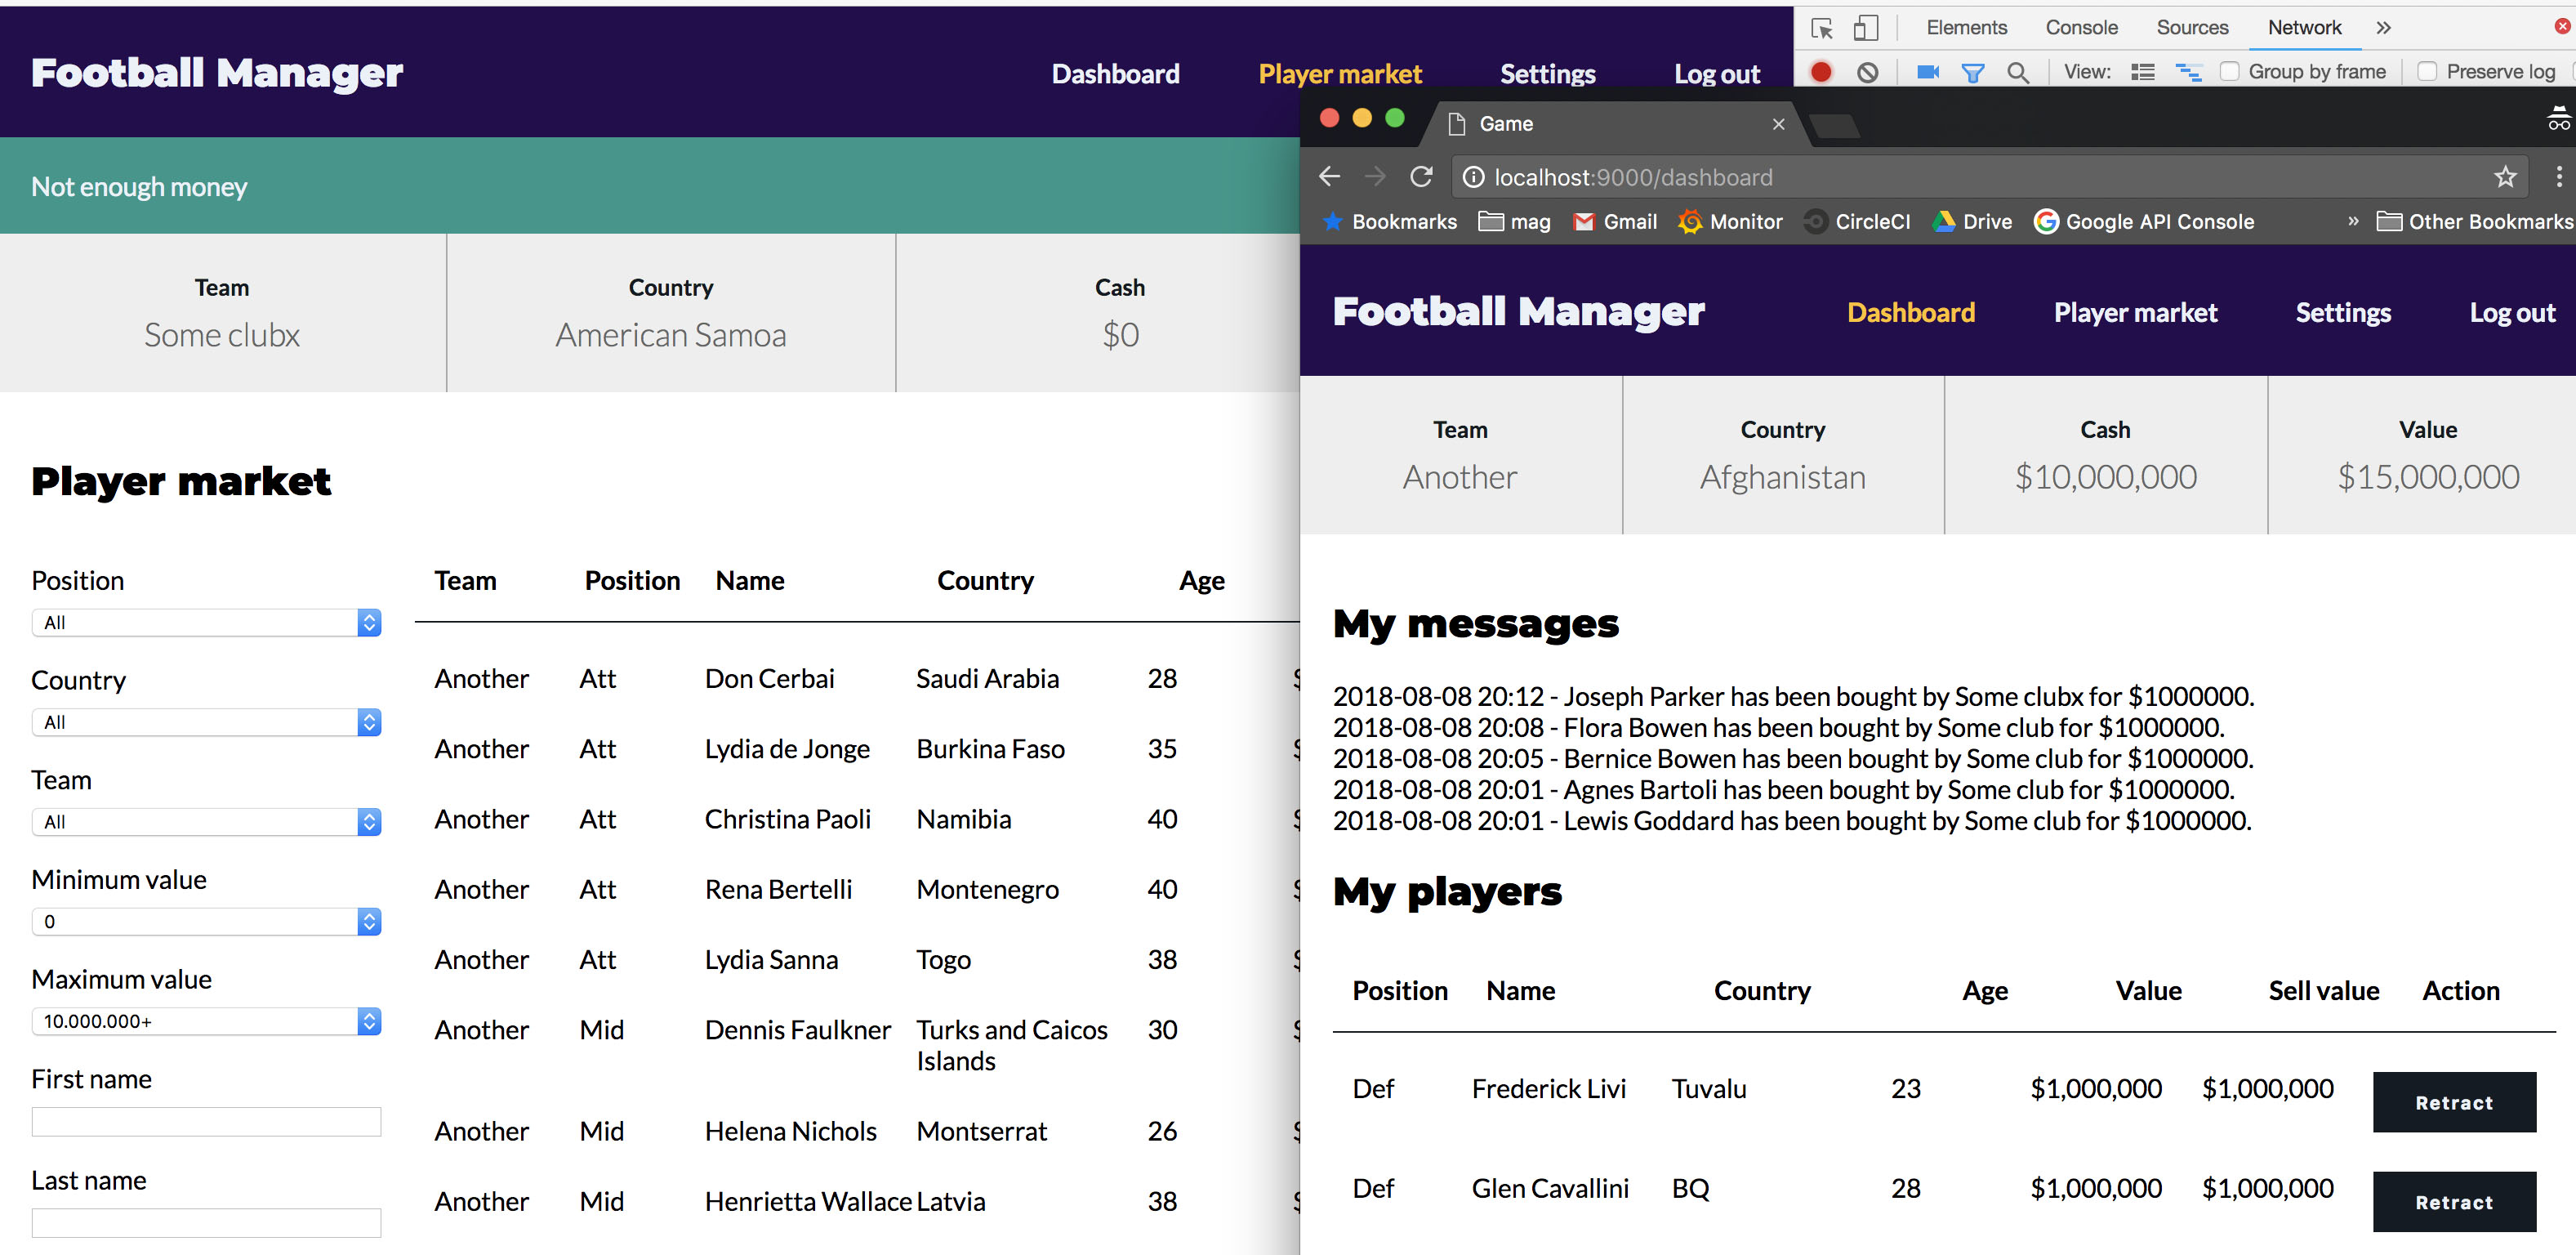 Football Manager
Dashboard Player market Settings Log out
Not enough money
Team Country Cash
Some clubx American Samoa $0
Player market
Position
All
Country
All
Team
All
Minimum value
0
Maximum value
10.000.000+
First name
Last name
Team Position Name Country Age
Another Att Don Cerbai Saudi Arabia 28
Another Att Lydia de Jonge Burkina Faso 35
Another Att Christina Paoli Namibia 40
Another Att Rena Bertelli Montenegro 40
Another Att Lydia Sanna Togo 38
Another Mid Dennis Faulkner Turks and Caicos 30
Islands
Another Mid Helena Nichols Montserrat 26
Another Mid Henrietta Wallace Latvia 38
Elements Console Sources Network »
View: Group by frame Preserve log
Game
localhost:9000/dashboard
Bookmarks mag Gmail Monitor CircleCI Drive Google API Console » Other Bookmarks
Football Manager
Dashboard Player market Settings Log out
Team Country Cash Value
Another Afghanistan $10,000,000 $15,000,000
My messages
2018-08-08 20:12 - Joseph Parker has been bought by Some clubx for $1000000.
2018-08-08 20:08 - Flora Bowen has been bought by Some club for $1000000.
2018-08-08 20:05 - Bernice Bowen has been bought by Some club for $1000000.
2018-08-08 20:01 - Agnes Bartoli has been bought by Some club for $1000000.
2018-08-08 20:01 - Lewis Goddard has been bought by Some club for $1000000.
My players
Position Name Country Age Value Sell value Action
Def Frederick Livi Tuvalu 23 $1,000,000 $1,000,000 Retract
Def Glen Cavallini BQ 28 $1,000,000 $1,000,000 Retract